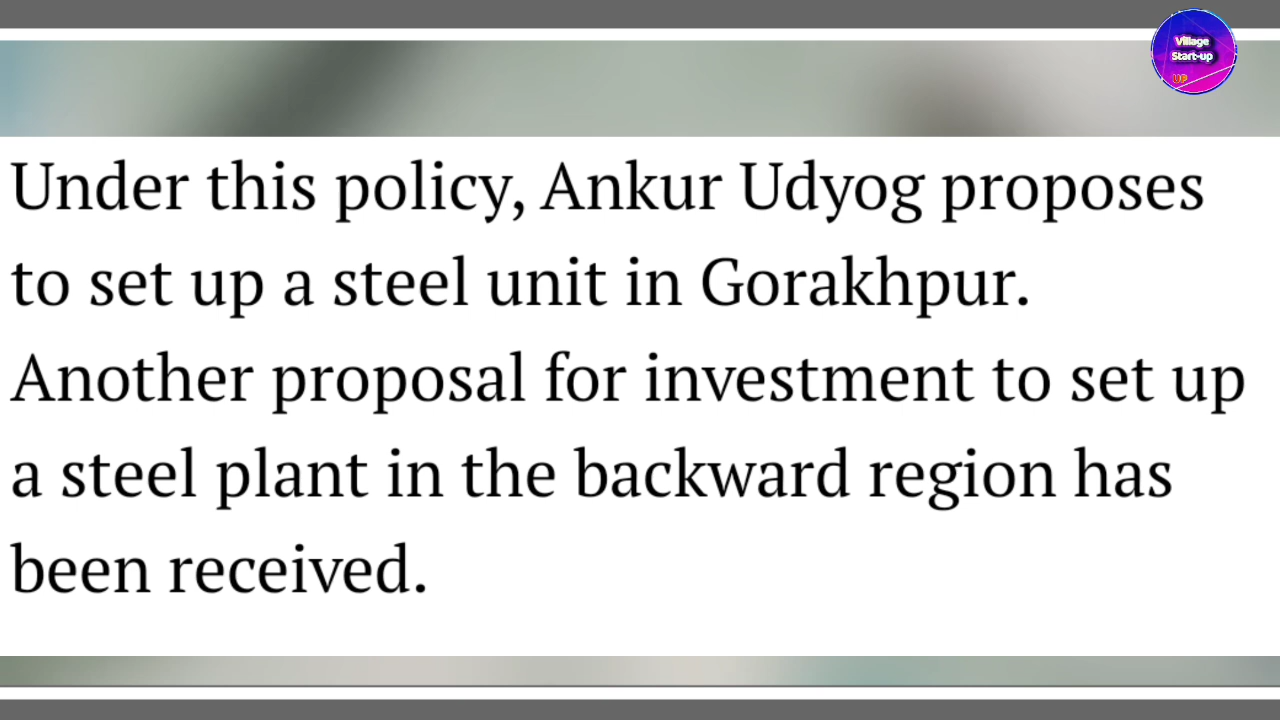 Village
Start-up
UP
Under this policy, Ankur Udyog proposes
to set up a steel unit in Gorakhpur.
Another proposal for investment to set up
a steel plant in the backward region has
been received.